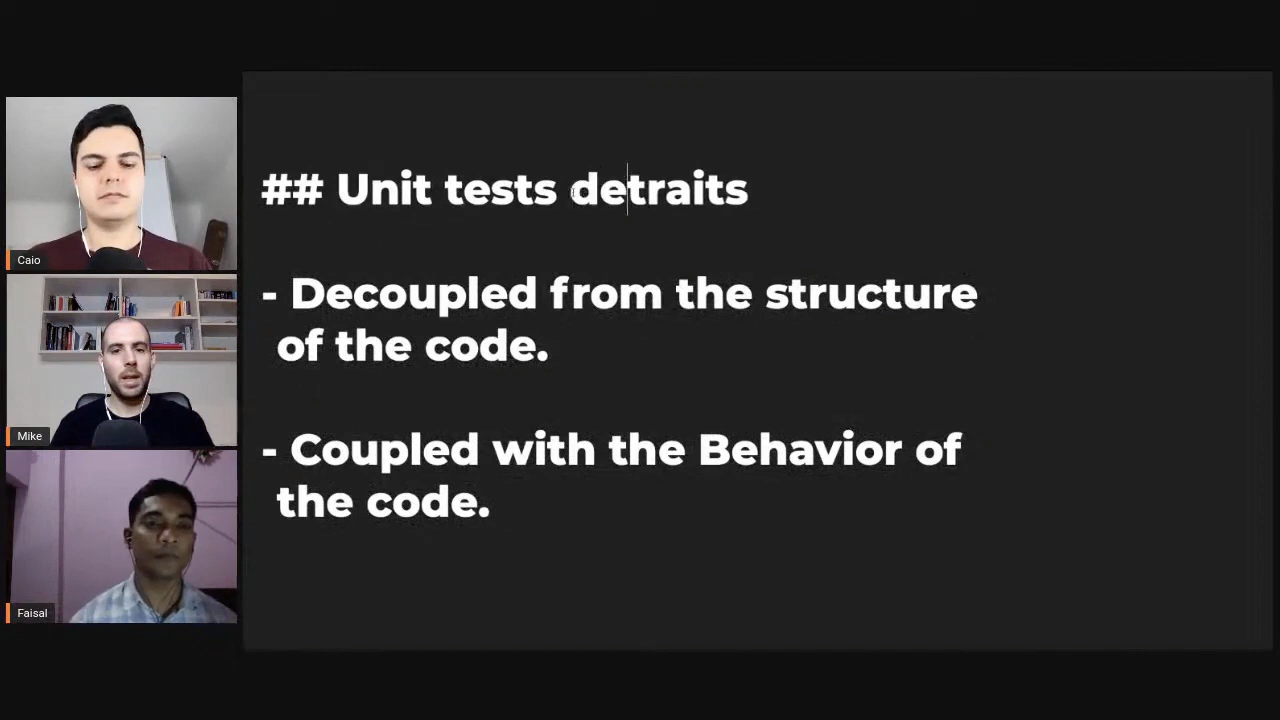 Caio
Mike
Faisal
## Unit tests detraits
- Decoupled from the structure
of the code.
- Coupled with the Behavior of
the code.